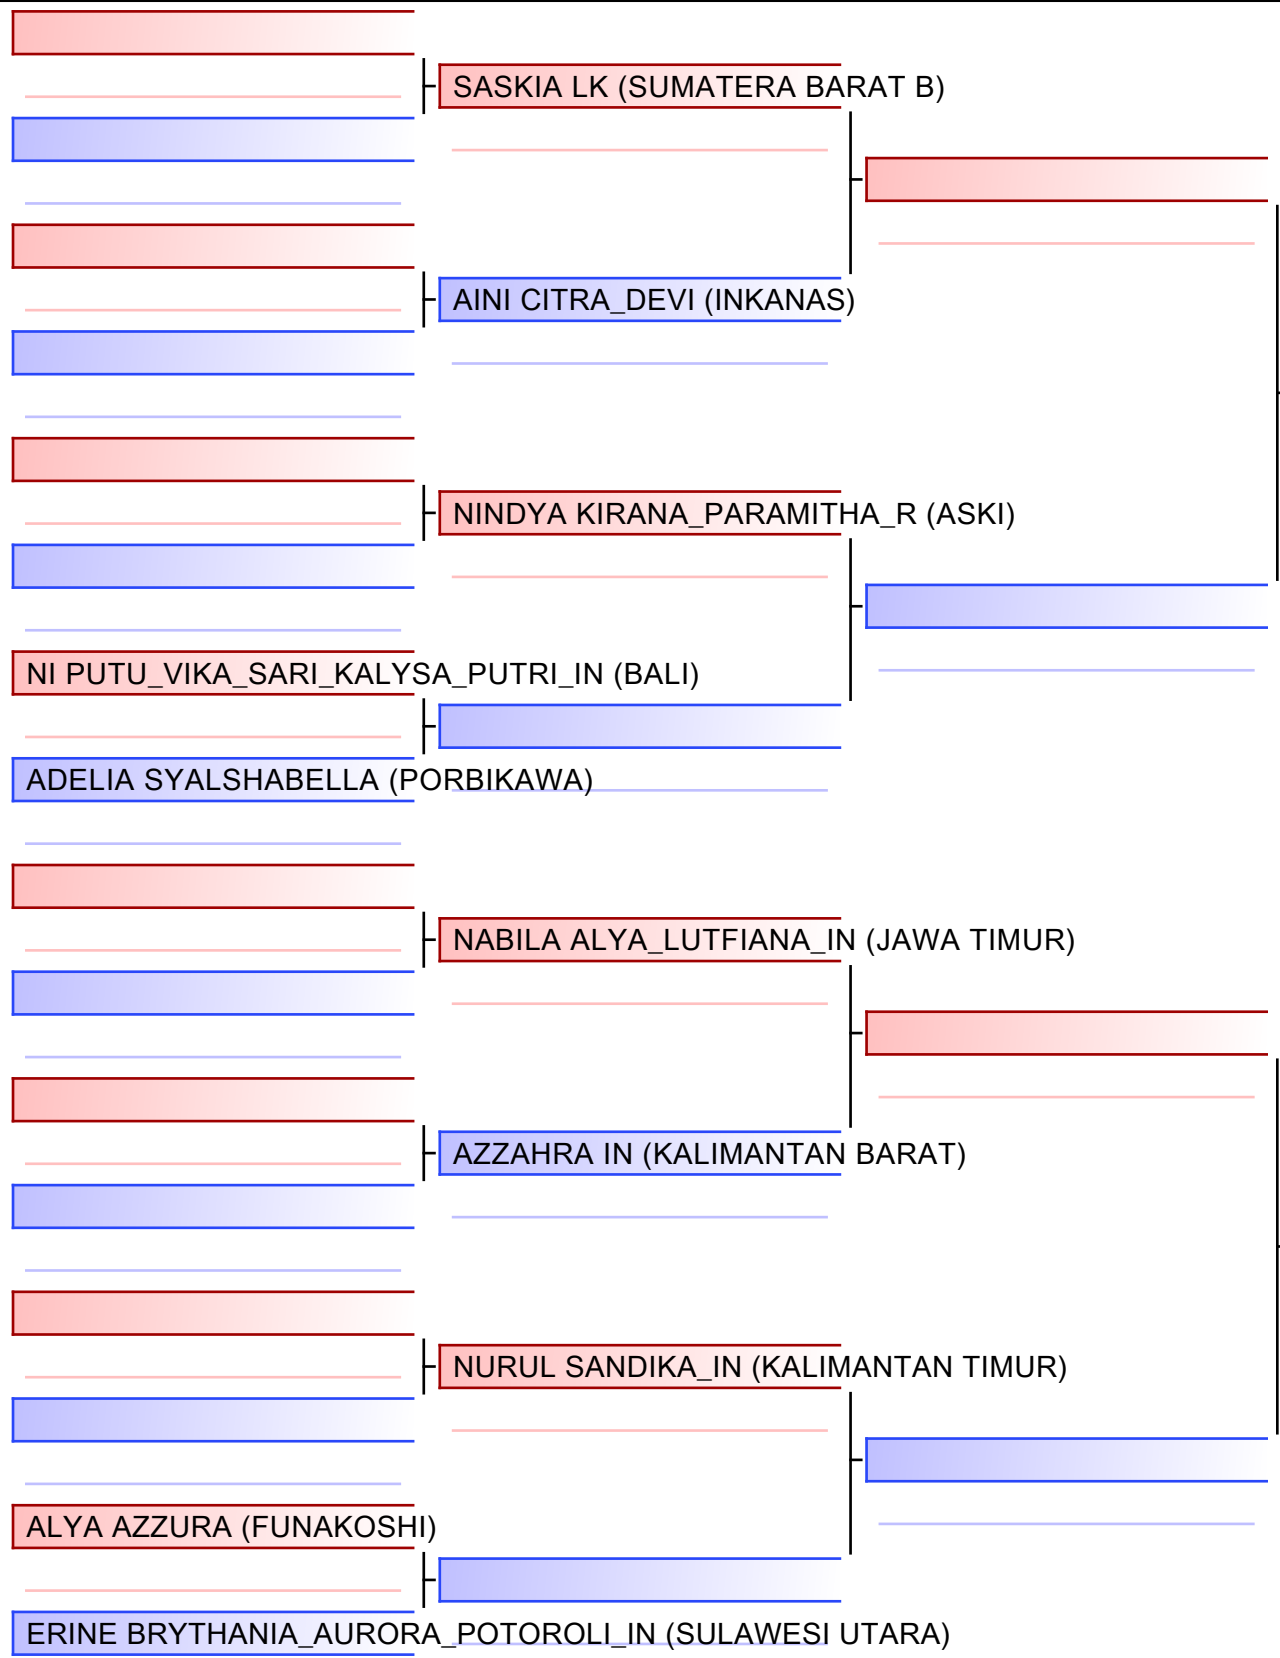 SASKIA LK (SUMATERA BARAT B)
AINI CITRA_DEVI (INKANAS)
NINDYA KIRANA_PARAMITHA_R (ASKI)
NI PUTU_VIKA_SARI_KALYSA_PUTRI_IN (BALI)
ADELIA SYALSHABELLA (PORBIKAWA)
NABILA ALYA_LUTFIANA_IN (JAWA TIMUR)
AZZAHRA IN (KALIMANTAN BARAT)
NURUL SANDIKA_IN (KALIMANTAN TIMUR)
ALYA AZZURA (FUNAKOSHI)
ERINE BRYTHANIA_AURORA_POTOROLI_IN (SULAWESI UTARA)